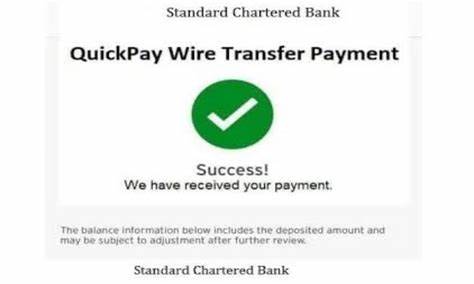 Standard Chartered Bank
QuickPay Wire Transfer Payment
Success!
We have received your payment.
The balance information below includes the deposited amount and
may be subject to adjustment after further review.
Standard Chartered Bank